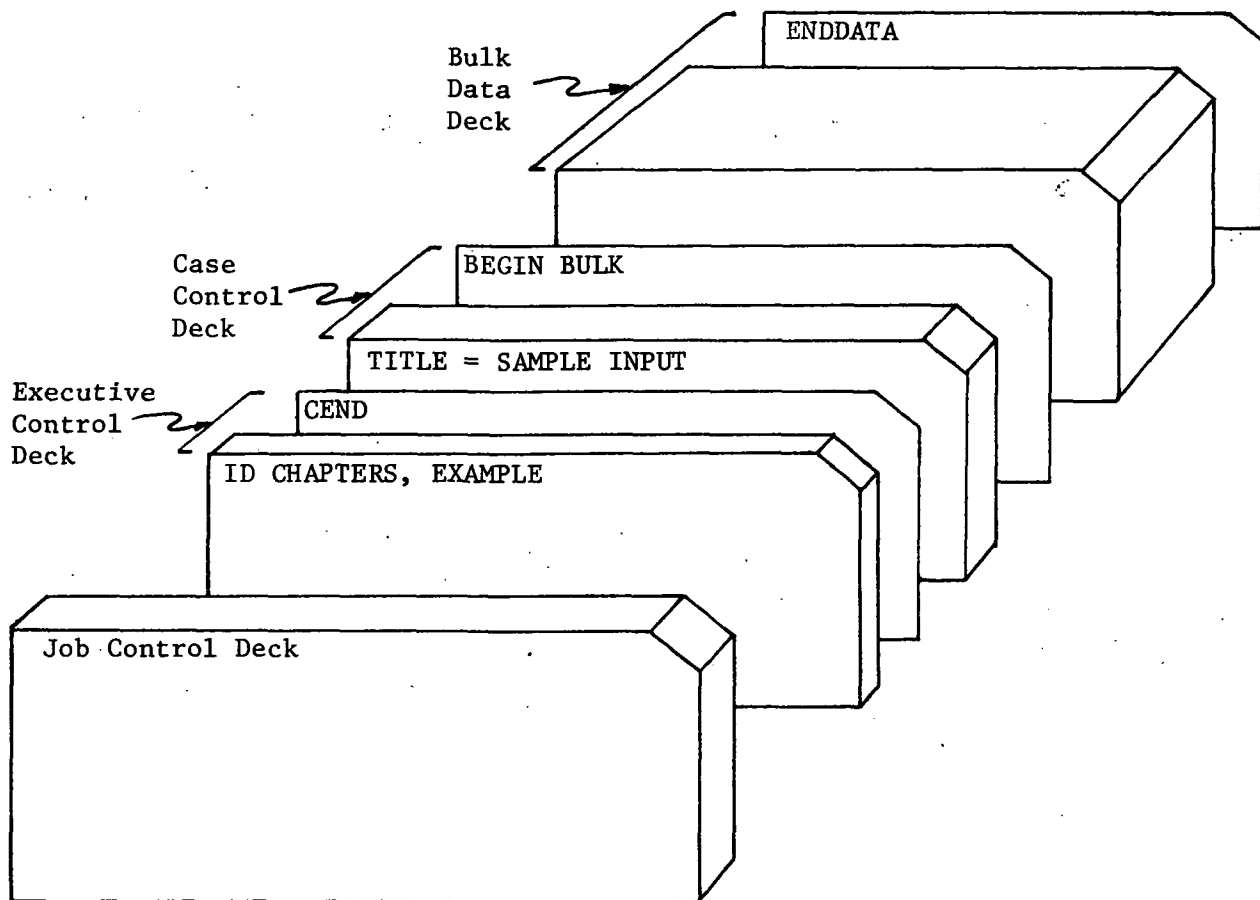 ENDDATA
Bulk
Data
Deck
BEGIN BULK
Case
Control
Deck
TITLE = SAMPLE INPUT
Executive
Control
Deck
CEND
ID CHAPTERS, EXAMPLE
Job Control Deck